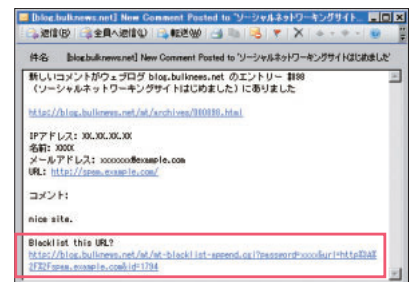 [blog.bulknews.net] New Comment Posted to 'ソーシャルネットワーキングサイト...
返信(R) 全員へ返信(L) 転送(W)
件名 [blog.bulknews.net] New Comment Posted to 'ソーシャルネットワーキングサイトはじめました
新しいコメントがウェブログ blog.bulknews.net のエントリー #898
（ソーシャルネットワーキングサイトはじめました）にありました
http://blog.bulknews.net/mt/archives/000898.html
IPアドレス: XX.XX.XX.XX
名前: XXXX
メールアドレス: xxxxxxx@example.com
URL: http://spam.example.com/
コメント:
nice site.
Blacklist this URL?
http://blog.bulknews.net/mt/mt-blacklist-append.cgi?password=xxxx&url=http%3A%
2F%2Fspam.example.com&id=1794